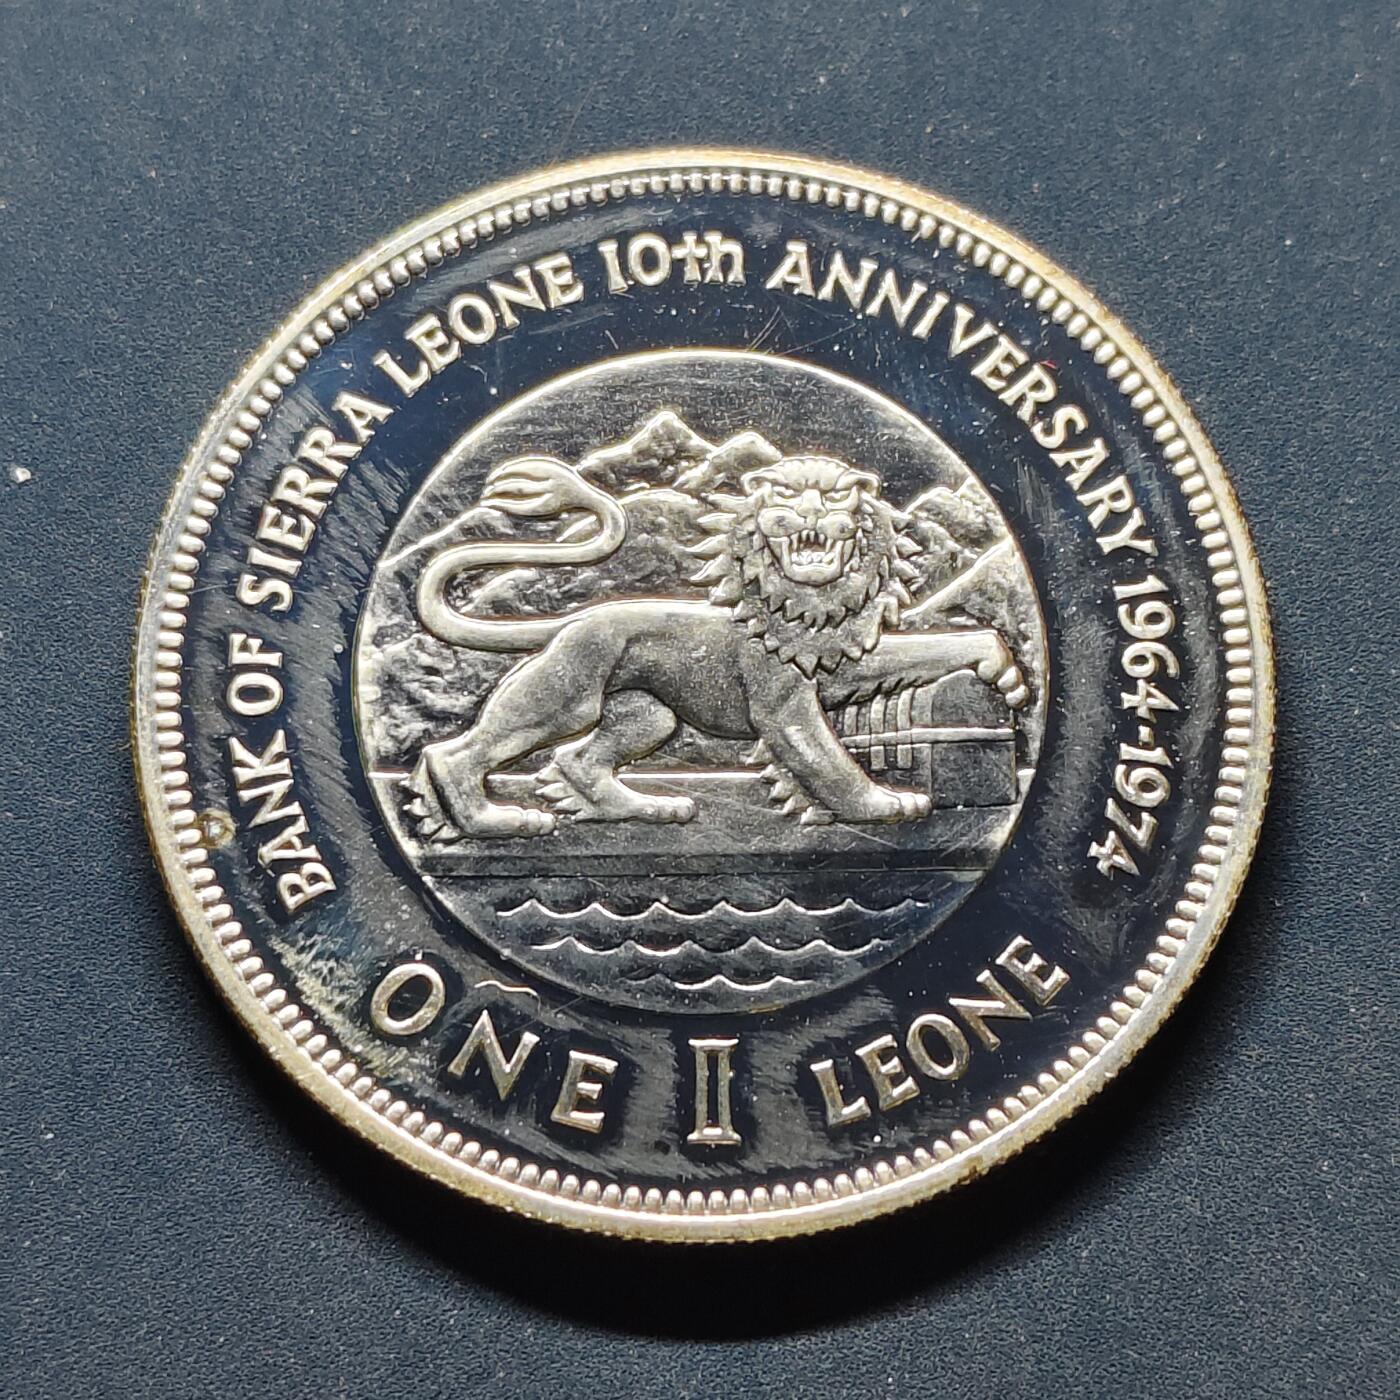 BANK OF SIERRA LEONE 10th ANNIVERSARY 1964-1974
ONE 1 LEONE